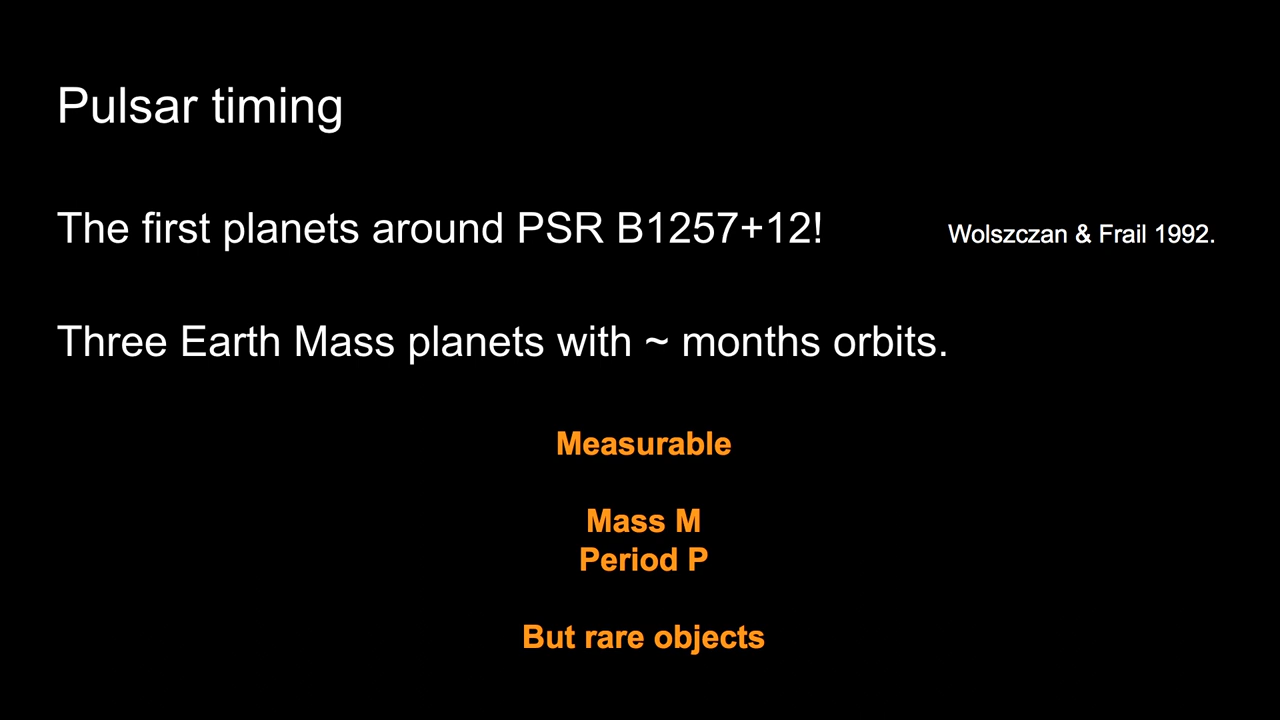 Pulsar timing
The first planets around PSR B1257+12!
Wolszczan & Frail 1992.
Three Earth Mass planets with ~ months orbits.
Measurable
Mass M
Period P
But rare objects